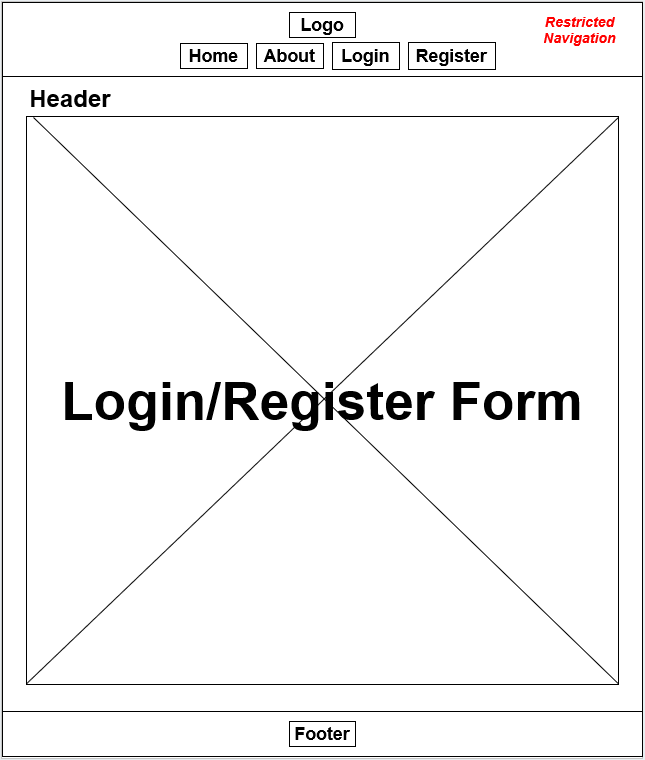 Logo
Restricted
Navigation
Home About Login Register
Header
Login/Register Form
Footer